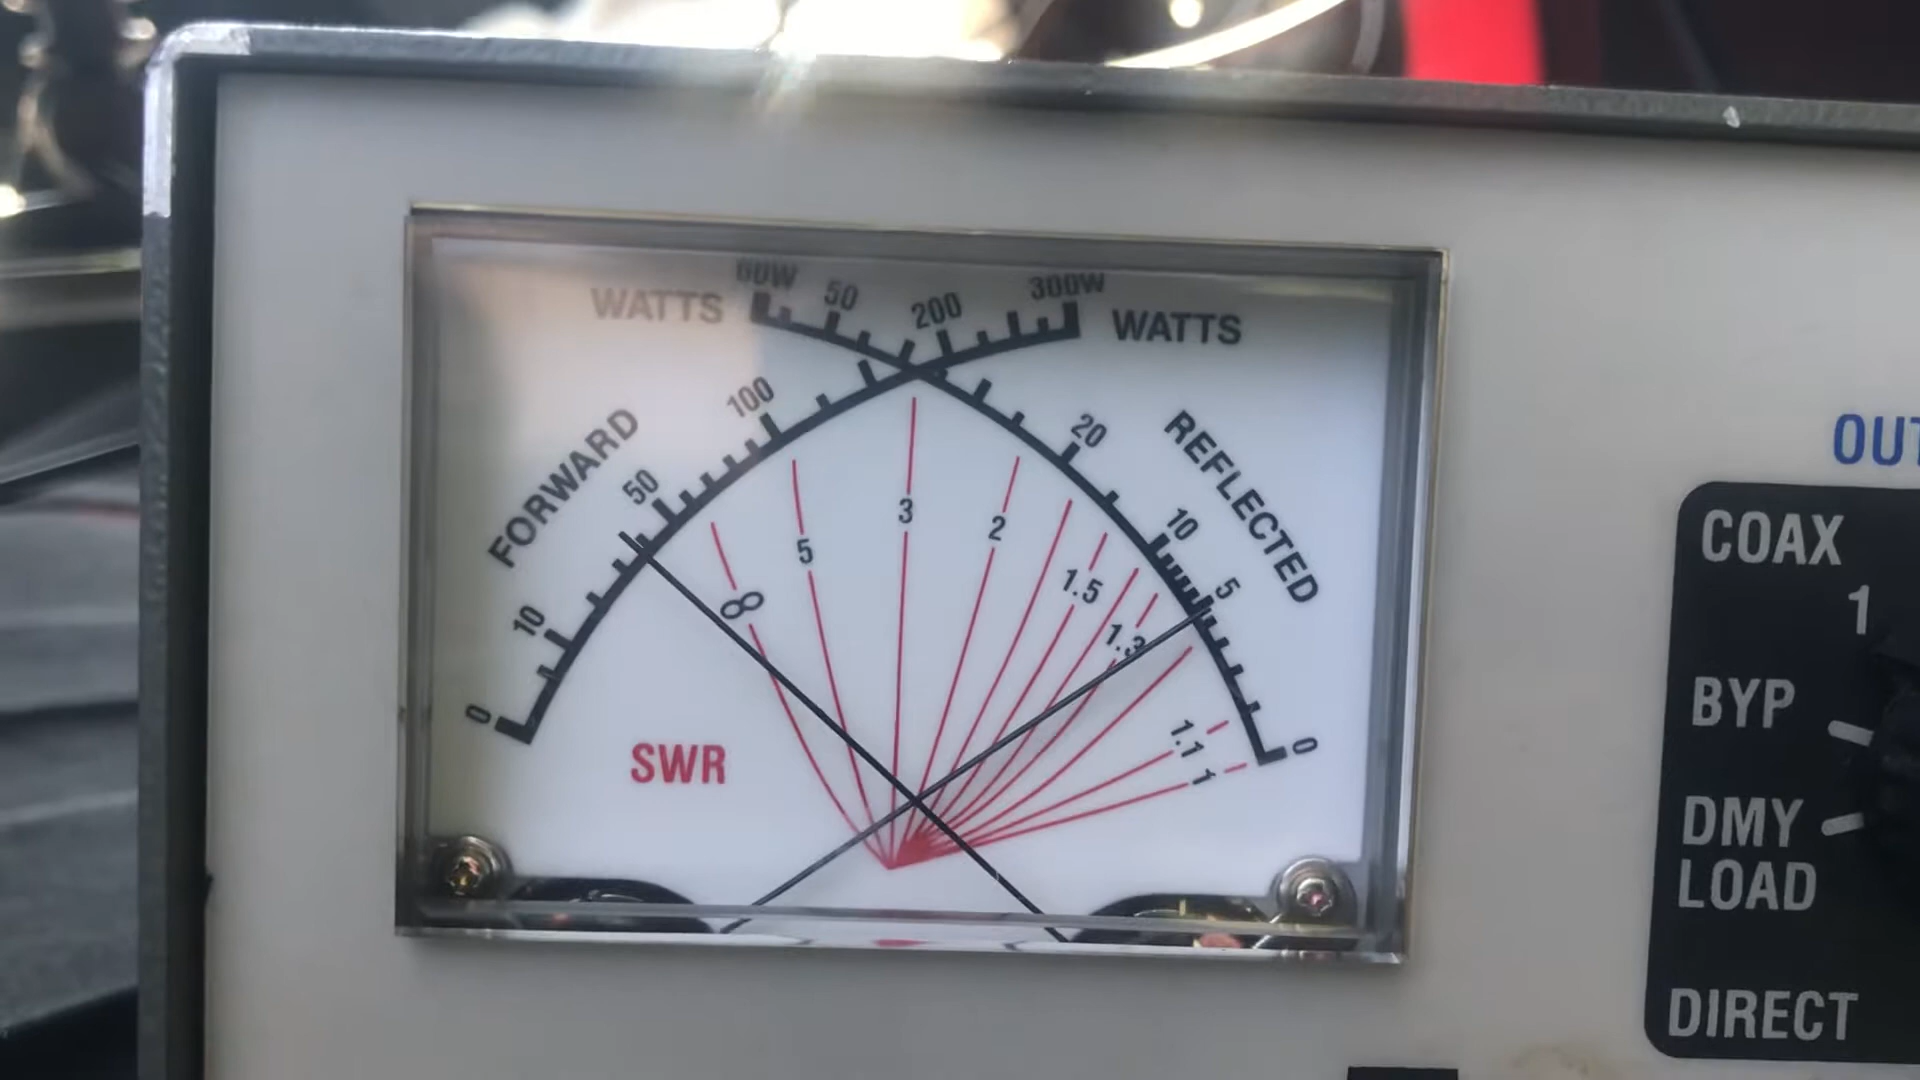 60W 50 200 300W
WATTS WATTS
100 20
FORWARD REFLECTED
50 10
10 5
0 0
∞ 5 3 2 1.5 1.3 1.1 1
SWR
OUT
COAX
1
BYP
DMY
LOAD
DIRECT